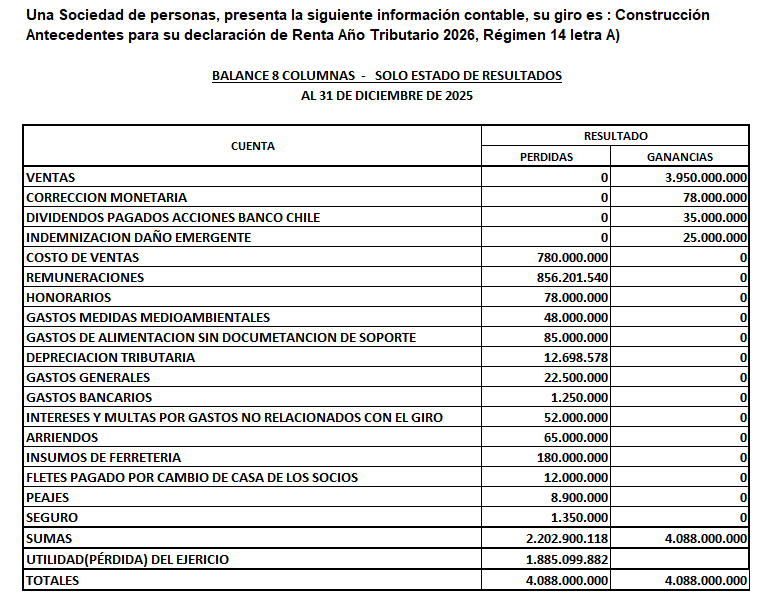 Una Sociedad de personas, presenta la siguiente información contable, su giro es : Construcción
Antecedentes para su declaración de Renta Año Tributario 2026, Régimen 14 letra A)
BALANCE 8 COLUMNAS - SOLO ESTADO DE RESULTADOS
AL 31 DE DICIEMBRE DE 2025
CUENTA RESULTADO
PERDIDAS GANANCIAS
VENTAS 0 3.950.000.000
CORRECCION MONETARIA 0 78.000.000
DIVIDENDOS PAGADOS ACCIONES BANCO CHILE 0 35.000.000
INDEMNIZACION DAÑO EMERGENTE 0 25.000.000
COSTO DE VENTAS 780.000.000 0
REMUNERACIONES 856.201.540 0
HONORARIOS 78.000.000 0
GASTOS MEDIDAS MEDIOAMBIENTALES 48.000.000 0
GASTOS DE ALIMENTACION SIN DOCUMETANCION DE SOPORTE 85.000.000 0
DEPRECIACION TRIBUTARIA 12.698.578 0
GASTOS GENERALES 22.500.000 0
GASTOS BANCARIOS 1.250.000 0
INTERESES Y MULTAS POR GASTOS NO RELACIONADOS CON EL GIRO 52.000.000 0
ARRIENDOS 65.000.000 0
INSUMOS DE FERRETERIA 180.000.000 0
FLETES PAGADO POR CAMBIO DE CASA DE LOS SOCIOS 12.000.000 0
PEAJES 8.900.000 0
SEGURO 1.350.000 0
SUMAS 2.202.900.118 4.088.000.000
UTILIDAD(PÉRDIDA) DEL EJERICIO 1.885.099.882
TOTALES 4.088.000.000 4.088.000.000